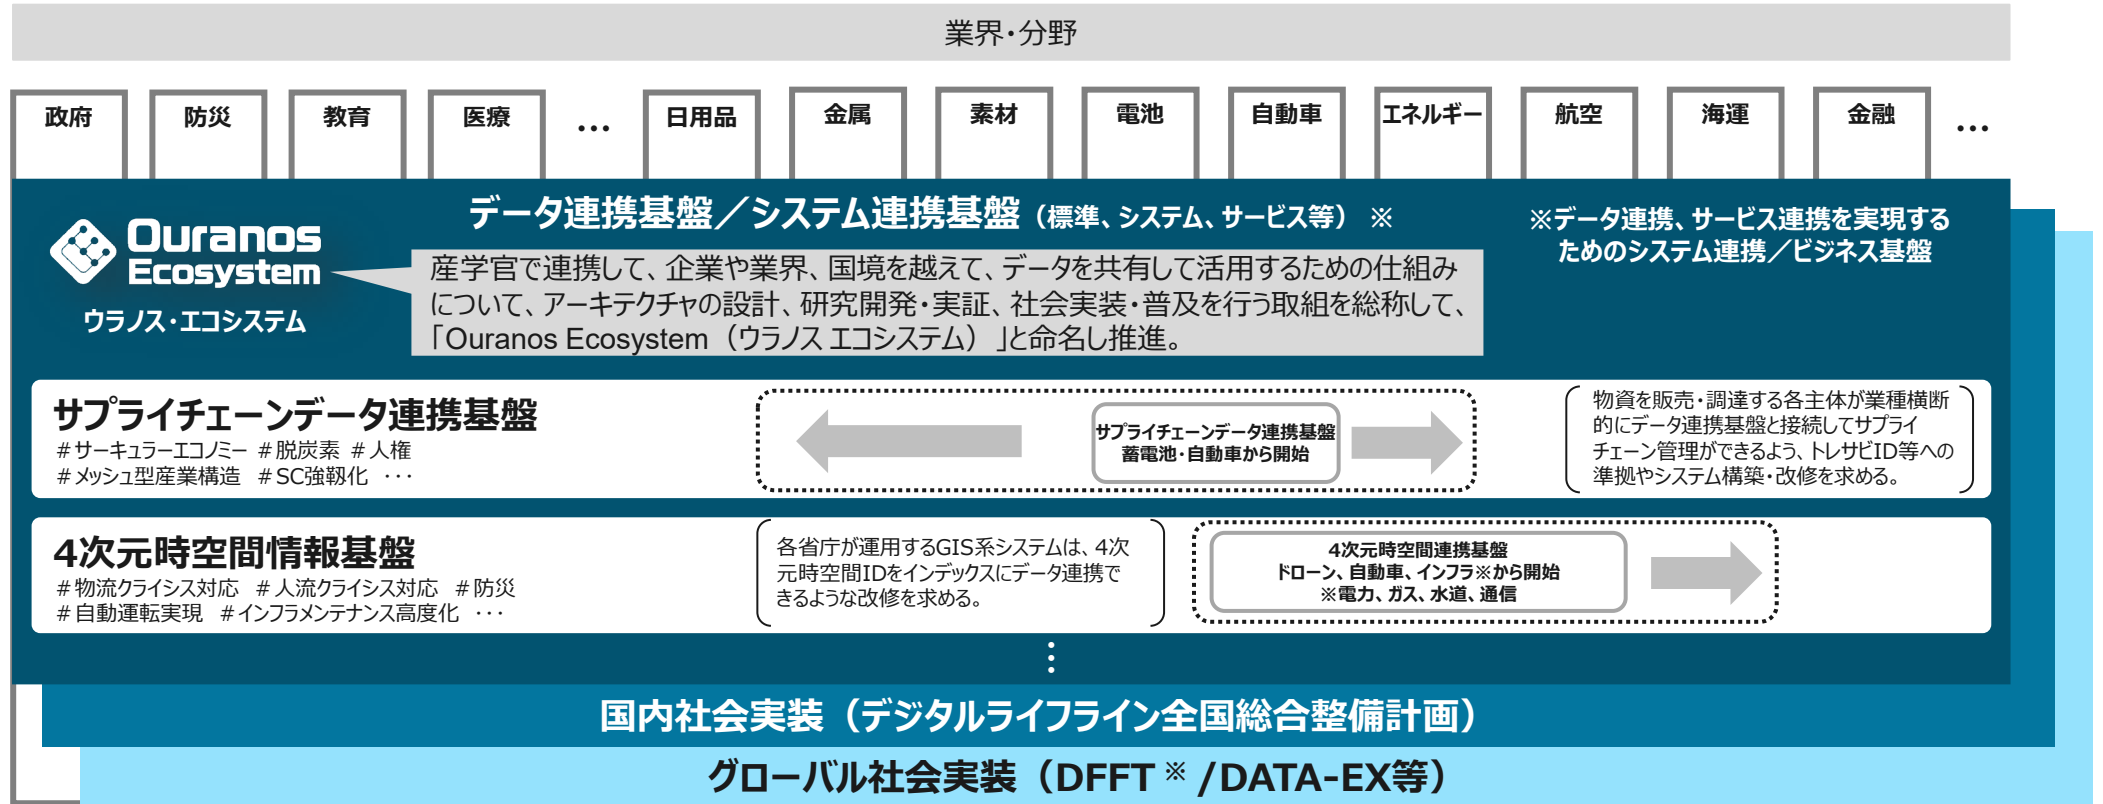 業界・分野
政府
防災
教育
医療
…
日用品
金属
素材
電池
自動車
エネルギー
航空
海運
金融
…
Ouranos
Ecosystem
ウラノス・エコシステム
データ連携基盤／システム連携基盤（標準、システム、サービス等）※
※データ連携、サービス連携を実現する
ためのシステム連携／ビジネス基盤
産学官で連携して、企業や業界、国境を越えて、データを共有して活用するための仕組み
について、アーキテクチャの設計、研究開発・実証、社会実装・普及を行う取組を総称して、
「Ouranos Ecosystem（ウラノス エコシステム）」と命名し推進。
サプライチェーンデータ連携基盤
＃サーキュラーエコノミー ＃脱炭素 ＃人権
＃メッシュ型産業構造 ＃SC強靱化 ･･･
サプライチェーンデータ連携基盤
蓄電池・自動車から開始
物資を販売・調達する各主体が業種横断
的にデータ連携基盤と接続してサプライ
チェーン管理ができるよう、トレサビID等への
準拠やシステム構築・改修を求める。
4次元時空間情報基盤
＃物流クライシス対応 ＃人流クライシス対応 ＃防災
＃自動運転実現 ＃インフラメンテナンス高度化 ･･･
各省庁が運用するGIS系システムは、4次
元時空間IDをインデックスにデータ連携で
きるような改修を求める。
4次元時空間連携基盤
ドローン、自動車、インフラ※から開始
※電力、ガス、水道、通信
⋮
国内社会実装（デジタルライフライン全国総合整備計画）
グローバル社会実装（DFFT※/DATA-EX等）